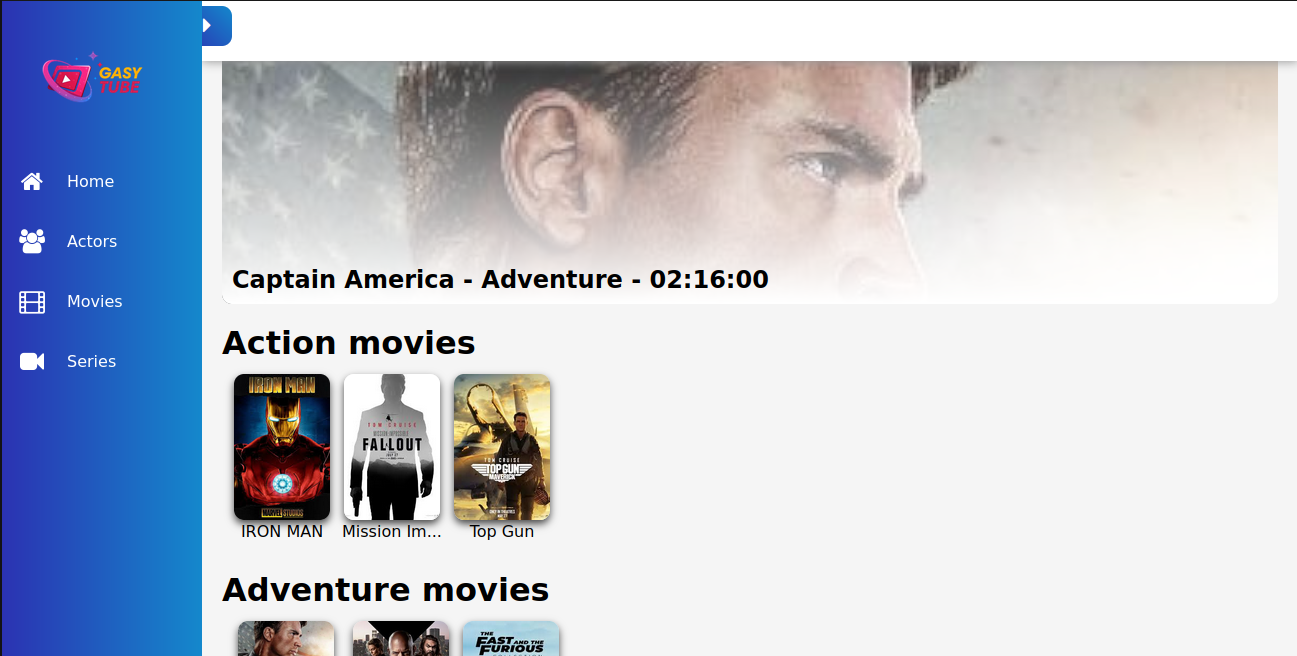 GASY
TUBE
Home
Actors
Movies
Series
Captain America - Adventure - 02:16:00
Action movies
IRON MAN
MARVEL STUDIOS
IRON MAN
TOM CRUISE
MISSION: IMPOSSIBLE
FALLOUT
Mission Im...
TOM CRUISE
TOP GUN
MAVERICK
Top Gun
Adventure movies
THE
FAST AND THE
FURIOUS